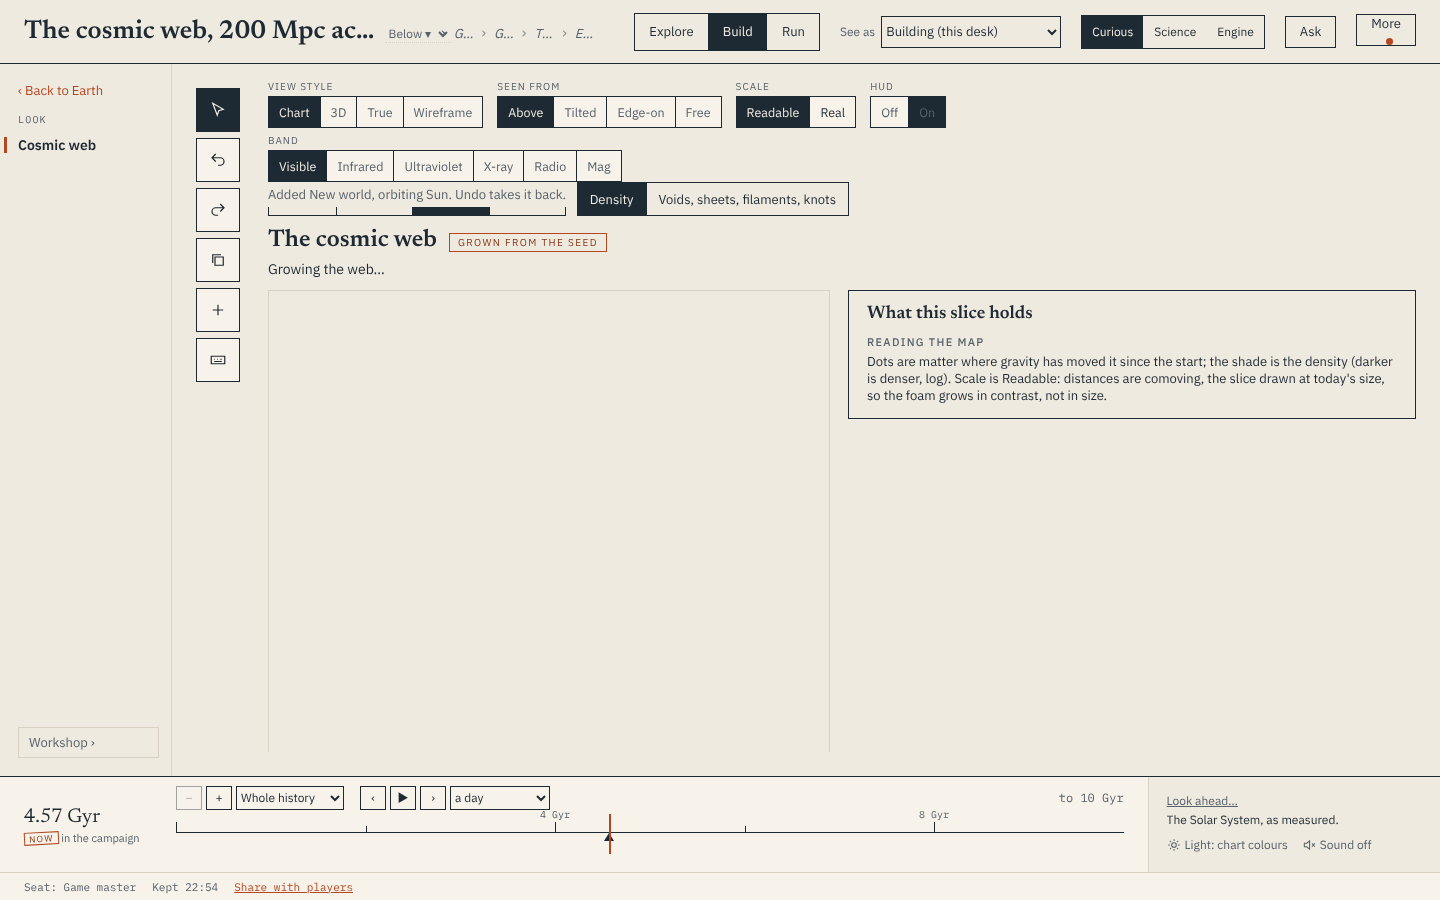 The cosmic web, 200 Mpc ac...
Below ▾ G... › G... › T... › E...
Explore Build Run
See as Building (this desk)
Curious Science Engine
Ask
More
‹ Back to Earth
LOOK
Cosmic web
Workshop ›
VIEW STYLE
Chart 3D True Wireframe
SEEN FROM
Above Tilted Edge-on Free
SCALE
Readable Real
HUD
Off On
BAND
Visible Infrared Ultraviolet X-ray Radio Mag
Added New world, orbiting Sun. Undo takes it back.
Density Voids, sheets, filaments, knots
The cosmic web GROWN FROM THE SEED
Growing the web...
What this slice holds
READING THE MAP
Dots are matter where gravity has moved it since the start; the shade is the density (darker
is denser, log). Scale is Readable: distances are comoving, the slice drawn at today's size,
so the foam grows in contrast, not in size.
4.57 Gyr
NOW in the campaign
− + Whole history ‹ ▶ › a day
to 10 Gyr
4 Gyr 8 Gyr
Look ahead...
The Solar System, as measured.
Light: chart colours Sound off
Seat: Game master Kept 22:54 Share with players